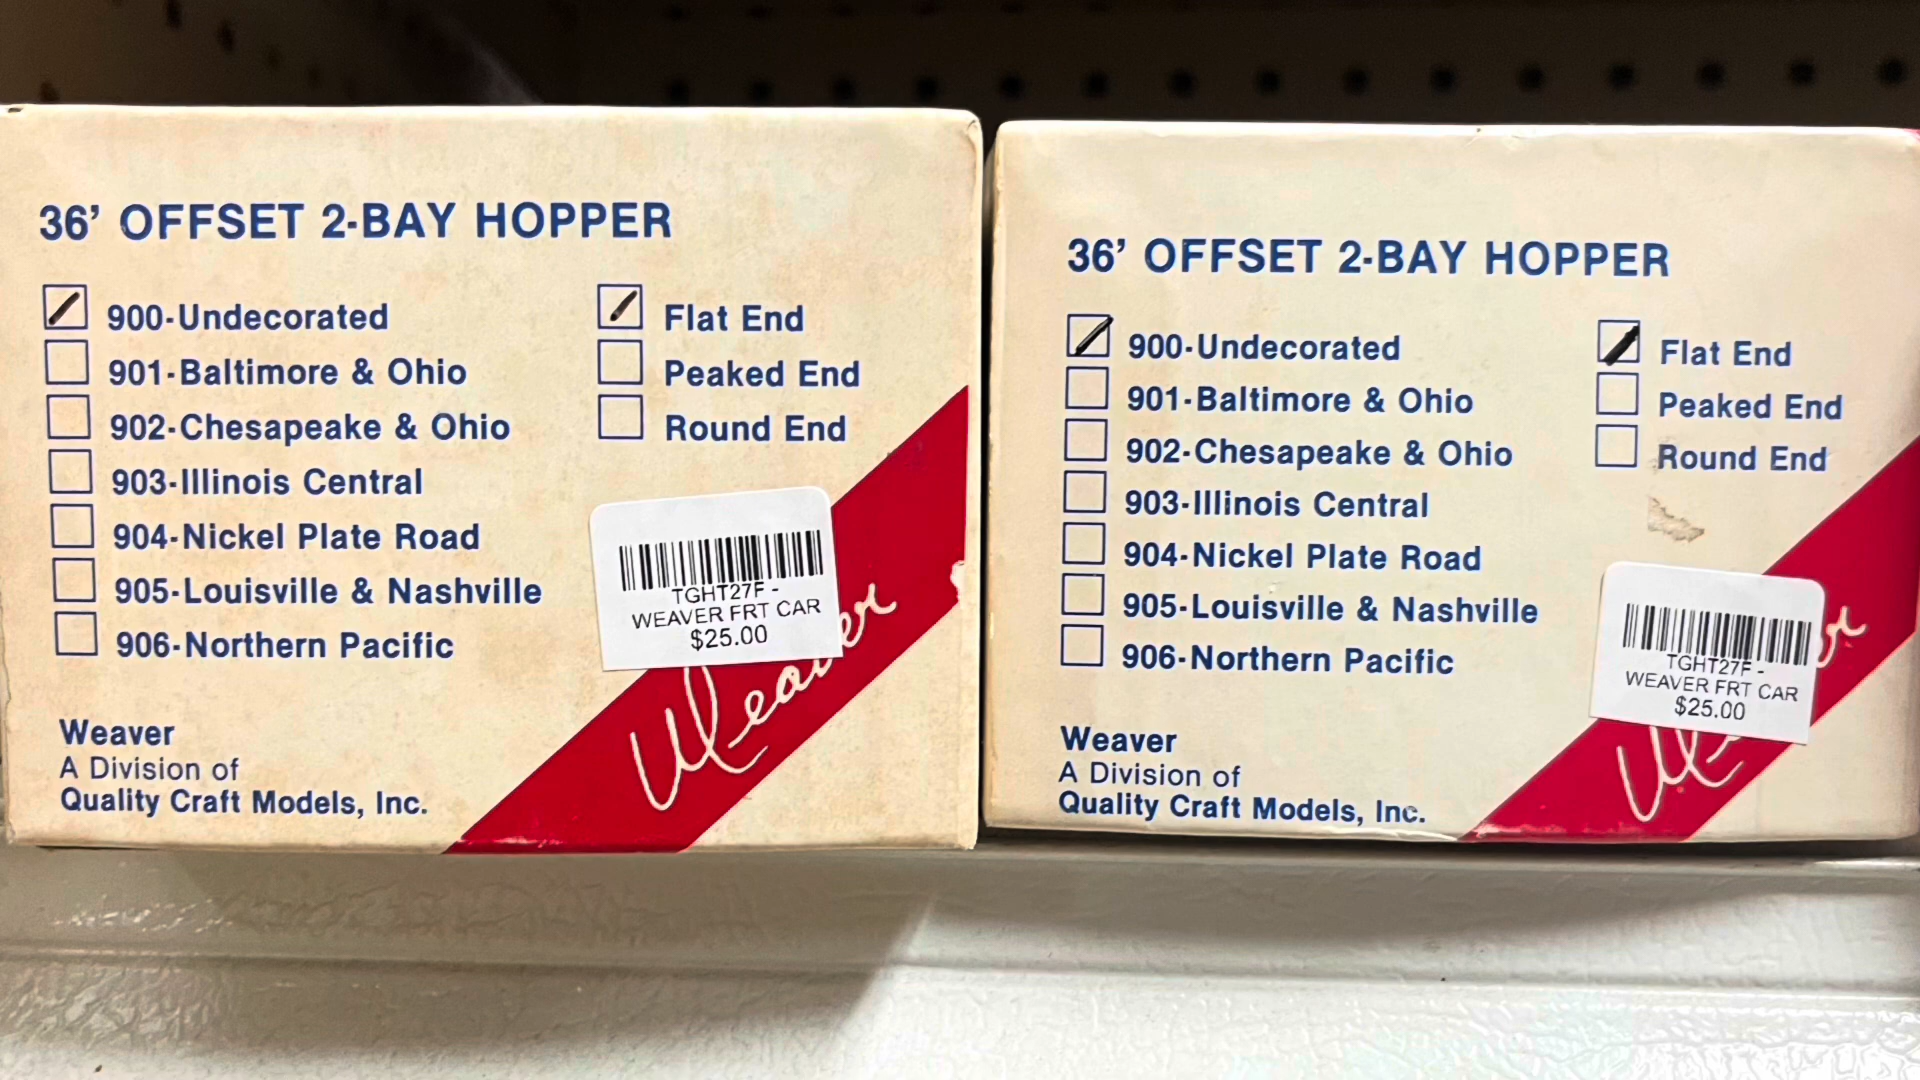 36' OFFSET 2-BAY HOPPER
900-Undecorated
901-Baltimore & Ohio
902-Chesapeake & Ohio
903-Illinois Central
904-Nickel Plate Road
905-Louisville & Nashville
906-Northern Pacific
Flat End
Peaked End
Round End
TGHT27F -
WEAVER FRT CAR
$25.00
Weaver
Weaver
A Division of
Quality Craft Models, Inc.
36' OFFSET 2-BAY HOPPER
900-Undecorated
901-Baltimore & Ohio
902-Chesapeake & Ohio
903-Illinois Central
904-Nickel Plate Road
905-Louisville & Nashville
906-Northern Pacific
Flat End
Peaked End
Round End
TGHT27F -
WEAVER FRT CAR
$25.00
Weaver
A Division of
Quality Craft Models, Inc.